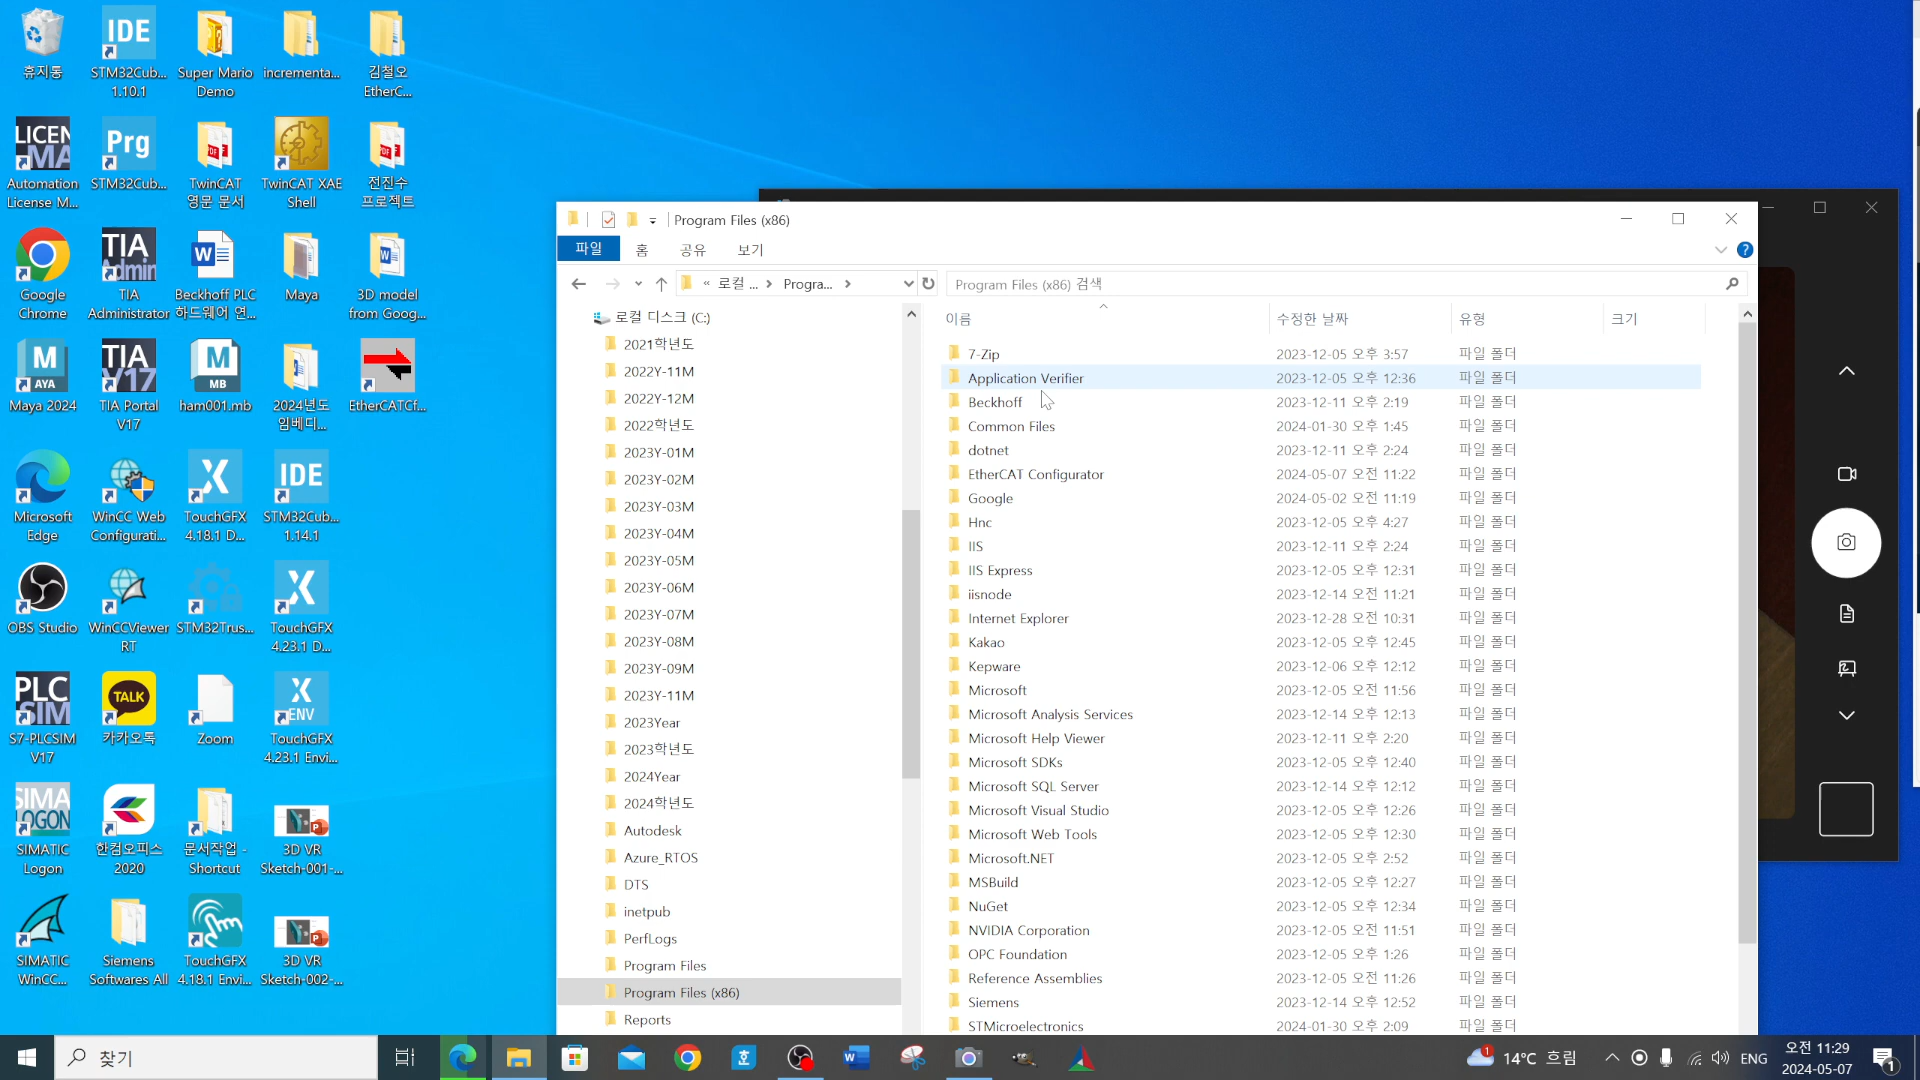 휴지통
IDE
STM32Cub...
1.10.1
Super Mario
Demo
incrementa...
김철오
EtherC...
Automation
License M...
Prg
STM32Cub...
TwinCAT
영문 문서
TwinCAT XAE
Shell
전진수
프로젝트
Google
Chrome
TIA
Administrator
Beckhoff PLC
하드웨어 연...
Maya
3D model
from Goog...
Maya 2024
TIA Portal
V17
ham001.mb
2024년도
임베디...
EtherCATCf...
Microsoft
Edge
WinCC Web
Configurati...
TouchGFX
4.18.1 D...
IDE
STM32Cub...
1.14.1
OBS Studio
WinCCViewer
RT
STM32Trus...
TouchGFX
4.23.1 D...
S7-PLCSIM
V17
TALK
카카오톡
Zoom
ENV
TouchGFX
4.23.1 Envi...
SIMATIC
Logon
한컴오피스
2020
문서작업 -
Shortcut
3D VR
Sketch-001-...
SIMATIC
WinCC...
Siemens
Softwares All
TouchGFX
4.18.1 Envi...
3D VR
Sketch-002-...
Program Files (x86)
파일 홈 공유 보기
« 로컬 ... › Progra... ›
Program Files (x86) 검색
로컬 디스크 (C:)
2021학년도
2022Y-11M
2022Y-12M
2022학년도
2023Y-01M
2023Y-02M
2023Y-03M
2023Y-04M
2023Y-05M
2023Y-06M
2023Y-07M
2023Y-08M
2023Y-09M
2023Y-11M
2023Year
2023학년도
2024Year
2024학년도
Autodesk
Azure_RTOS
DTS
inetpub
PerfLogs
Program Files
Program Files (x86)
Reports
이름 수정한 날짜 유형 크기
7-Zip 2023-12-05 오후 3:57 파일 폴더
Application Verifier 2023-12-05 오후 12:36 파일 폴더
Beckhoff 2023-12-11 오후 2:19 파일 폴더
Common Files 2024-01-30 오후 1:45 파일 폴더
dotnet 2023-12-11 오후 2:24 파일 폴더
EtherCAT Configurator 2024-05-07 오전 11:22 파일 폴더
Google 2024-05-02 오전 11:19 파일 폴더
Hnc 2023-12-05 오후 4:27 파일 폴더
IIS 2023-12-11 오후 2:24 파일 폴더
IIS Express 2023-12-05 오후 12:31 파일 폴더
iisnode 2023-12-14 오전 11:21 파일 폴더
Internet Explorer 2023-12-28 오전 10:31 파일 폴더
Kakao 2023-12-05 오후 12:45 파일 폴더
Kepware 2023-12-06 오후 12:12 파일 폴더
Microsoft 2023-12-05 오전 11:56 파일 폴더
Microsoft Analysis Services 2023-12-14 오후 12:13 파일 폴더
Microsoft Help Viewer 2023-12-11 오후 2:20 파일 폴더
Microsoft SDKs 2023-12-05 오후 12:40 파일 폴더
Microsoft SQL Server 2023-12-14 오후 12:12 파일 폴더
Microsoft Visual Studio 2023-12-05 오후 12:26 파일 폴더
Microsoft Web Tools 2023-12-05 오후 12:30 파일 폴더
Microsoft.NET 2023-12-05 오후 2:52 파일 폴더
MSBuild 2023-12-05 오후 12:27 파일 폴더
NuGet 2023-12-05 오후 12:34 파일 폴더
NVIDIA Corporation 2023-12-05 오전 11:51 파일 폴더
OPC Foundation 2023-12-05 오후 1:26 파일 폴더
Reference Assemblies 2023-12-05 오전 11:26 파일 폴더
Siemens 2023-12-14 오후 12:52 파일 폴더
STMicroelectronics 2024-01-30 오후 2:09 파일 폴더
찾기
14°C 흐림
ENG
오전 11:29
2024-05-07
1